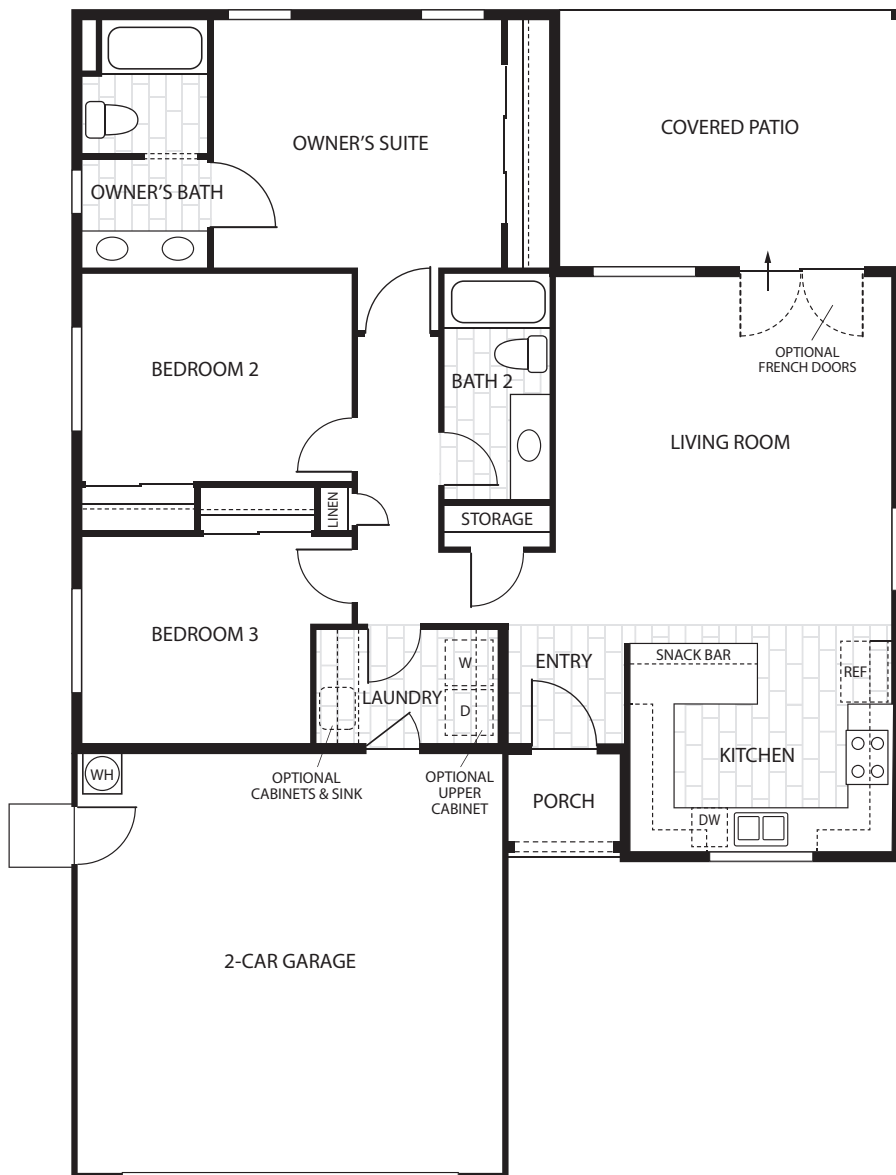 OWNER’S SUITE
COVERED PATIO
OWNER’S BATH
BEDROOM 2
BATH 2
OPTIONAL
FRENCH DOORS
LIVING ROOM
LINEN
STORAGE
BEDROOM 3
LAUNDRY
W
D
ENTRY
SNACK BAR
REF
KITCHEN
DW
WH
OPTIONAL
CABINETS & SINK
OPTIONAL
UPPER
CABINET
PORCH
2-CAR GARAGE